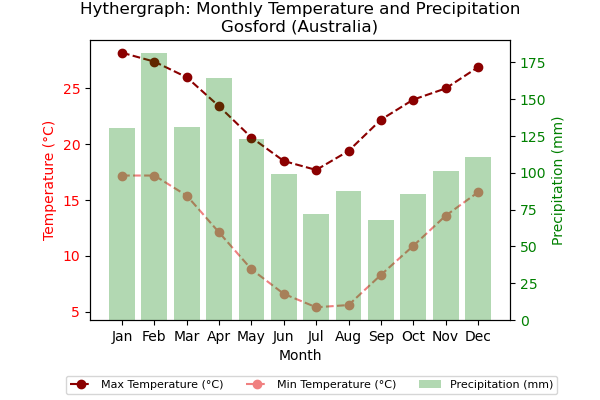 Hythergraph: Monthly Temperature and Precipitation
Gosford (Australia)
Temperature (°C)
25
20
15
10
5
Precipitation (mm)
175
150
125
100
75
50
25
0
Jan Feb Mar Apr May Jun Jul Aug Sep Oct Nov Dec
Month
Max Temperature (°C) Min Temperature (°C) Precipitation (mm)